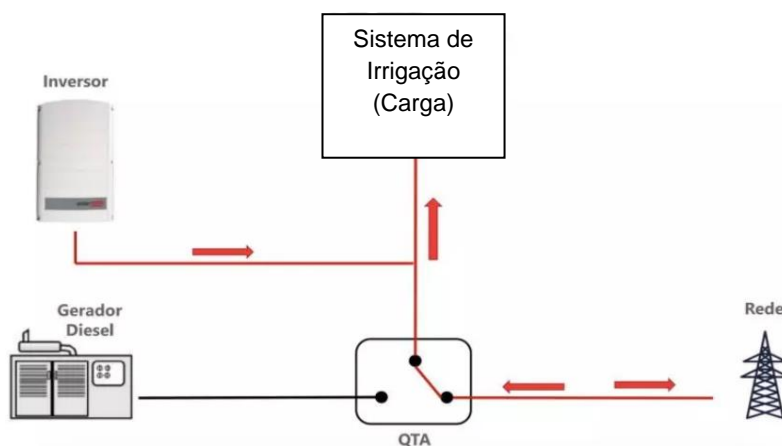 Sistema de
Irrigação
(Carga)
Inversor
Gerador
Diesel
Rede
QTA